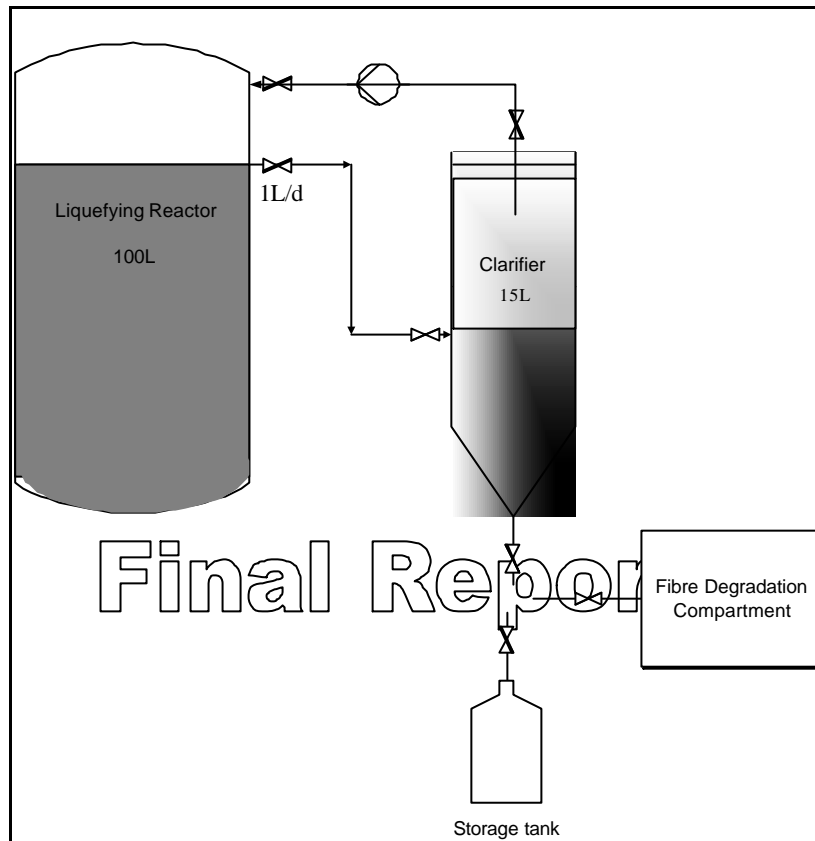 Liquefying Reactor
100L
1L/d
Clarifier
15L
Final Repor
Fibre Degradation
Compartment
Storage tank